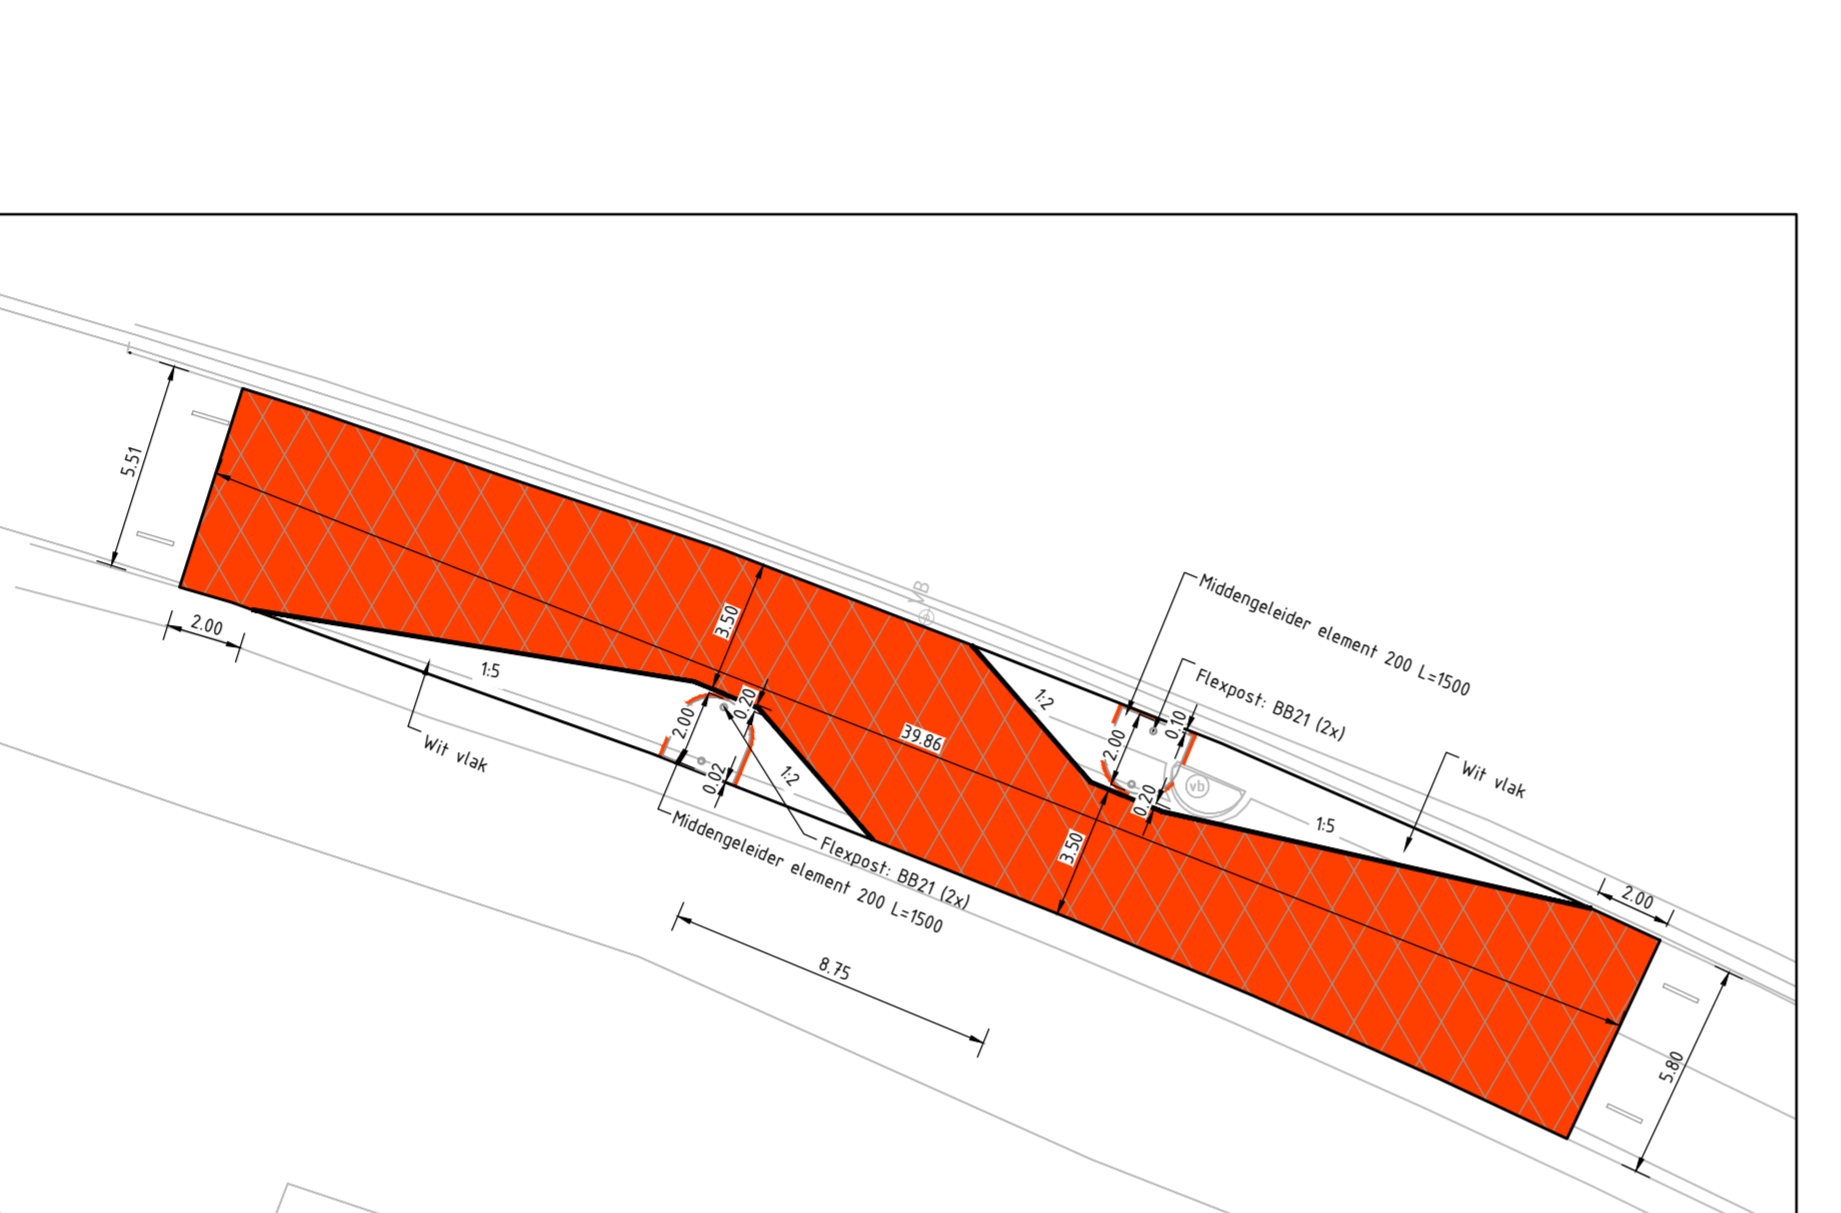 5.51
2.00
1:5
Wit vlak
3.50
2.00
0.20
0.02
1:2
Middengeleider element 200 L=1500
Flexpost: BB21 (2x)
8.75
VB
39.86
1:2
Middengeleider element 200 L=1500
Flexpost: BB21 (2x)
2.00
0.10
0.20
vb
3.50
1:5
Wit vlak
2.00
5.80